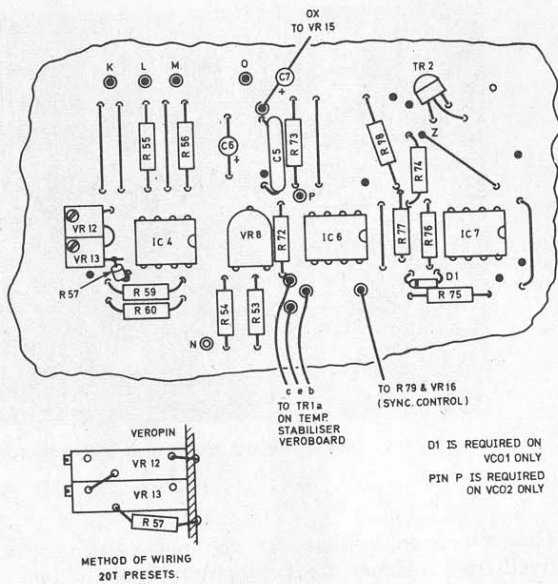 OX
TO VR15
K
L
M
O
C7
+
TR 2
R 55
R 56
C6
+
C5
R 73
R 78
R 74
Z
P
VR 12
VR 13
IC 4
VR 8
R 72
IC 6
R 77
R 76
IC 7
R 57
R 59
R 60
R 54
R 53
D1
R 75
N
c e b
TO TR1a
ON TEMP.
STABILISER
VEROBOARD
TO R79 & VR16
(SYNC. CONTROL)
VEROPIN
VR 12
VR 13
R 57
METHOD OF WIRING
20T PRESETS.
D1 IS REQUIRED ON
VCO1 ONLY
PIN P IS REQUIRED
ON VCO2 ONLY